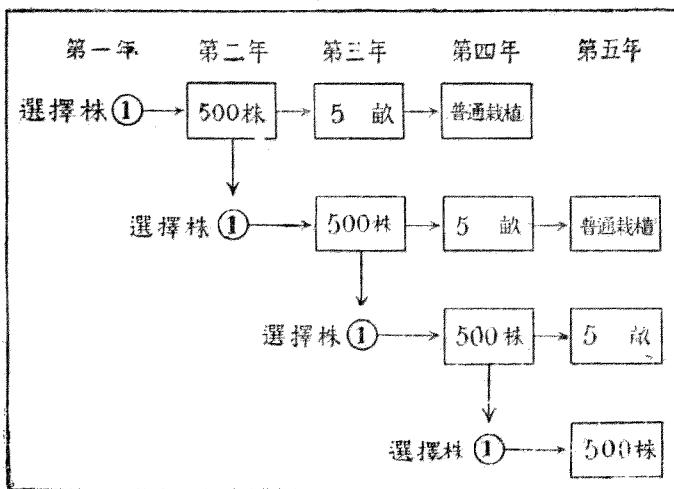 第一年 第二年 第三年 第四年 第五年
選擇株 ① 500株 5 畝 普通栽植
選擇株 ① 500株 5 畝 普通栽植
選擇株 ① 500株 5 畝
選擇株 ① 500株